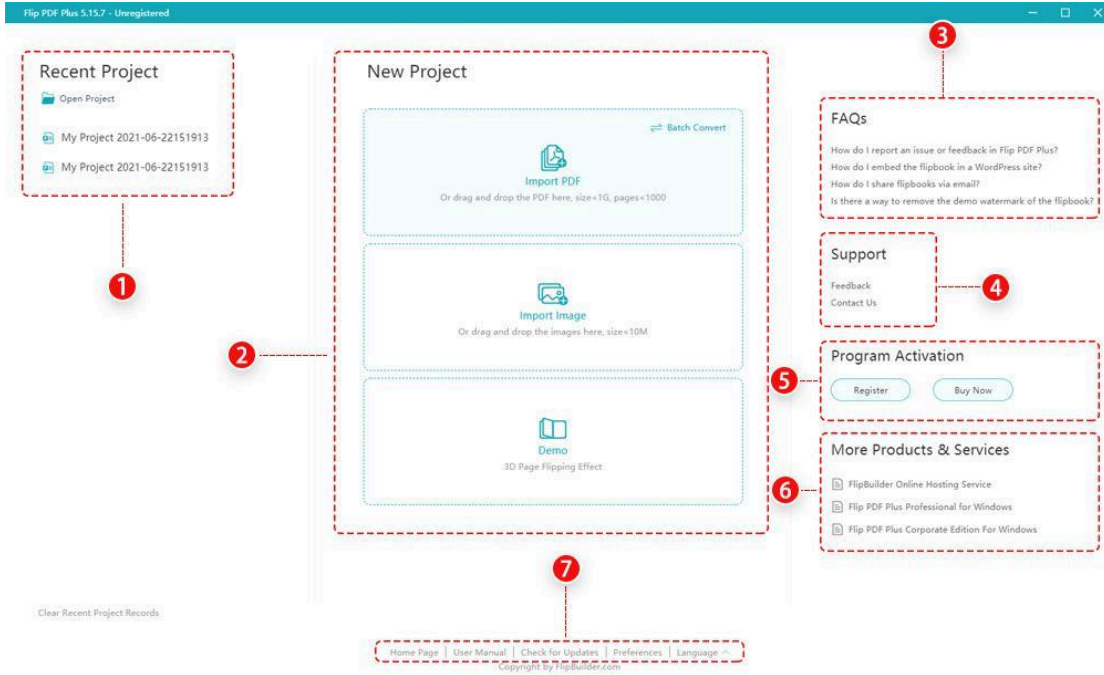 Flip PDF Plus 5.15.7 - Unregistered
Recent Project
Open Project
My Project 2021-06-22151913
My Project 2021-06-22151913
1
New Project
Batch Convert
Import PDF
Or drag and drop the PDF here, size<1G, pages<1000
Import Image
Or drag and drop the images here, size<10M
Demo
3D Page Flipping Effect
2
3
FAQs
How do I report an issue or feedback in Flip PDF Plus?
How do I embed the flipbook in a WordPress site?
How do I share flipbooks via email?
Is there a way to remove the demo watermark of the flipbook?
Support
Feedback
Contact Us
4
Program Activation
Register
Buy Now
5
More Products & Services
FlipBuilder Online Hosting Service
Flip PDF Plus Professional for Windows
Flip PDF Plus Corporate Edition For Windows
6
7
Clear Recent Project Records
Home Page | User Manual | Check for Updates | Preferences | Language
Copyright by FlipBuilder.com